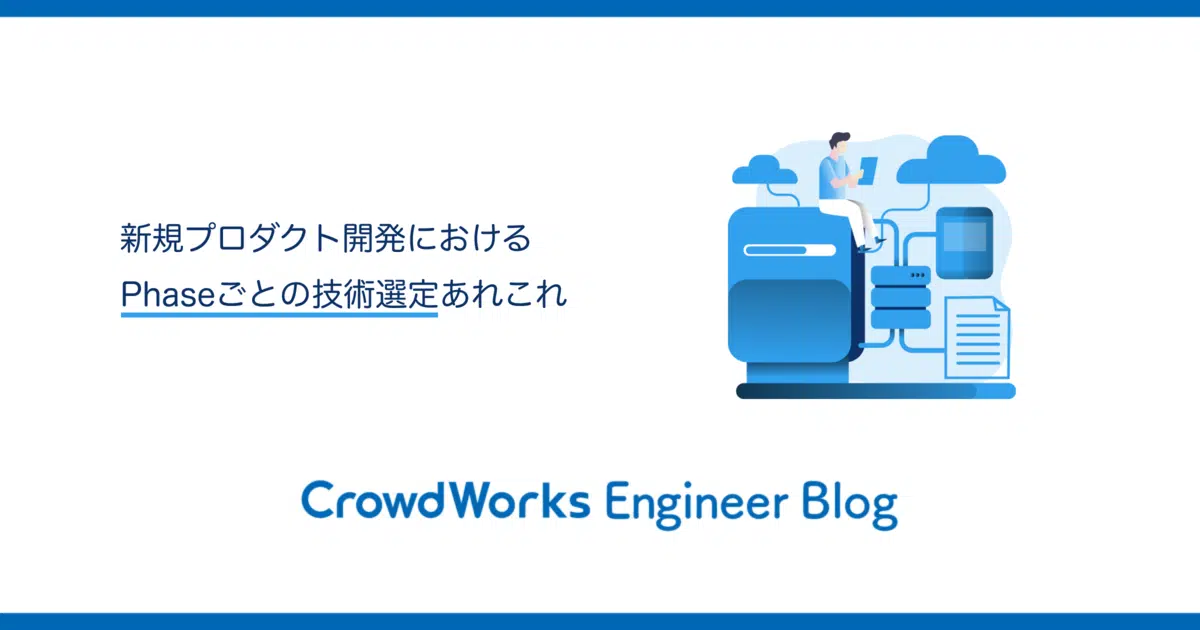 新規プロダクト開発における
Phaseごとの技術選定あれこれ
CrowdWorks Engineer Blog